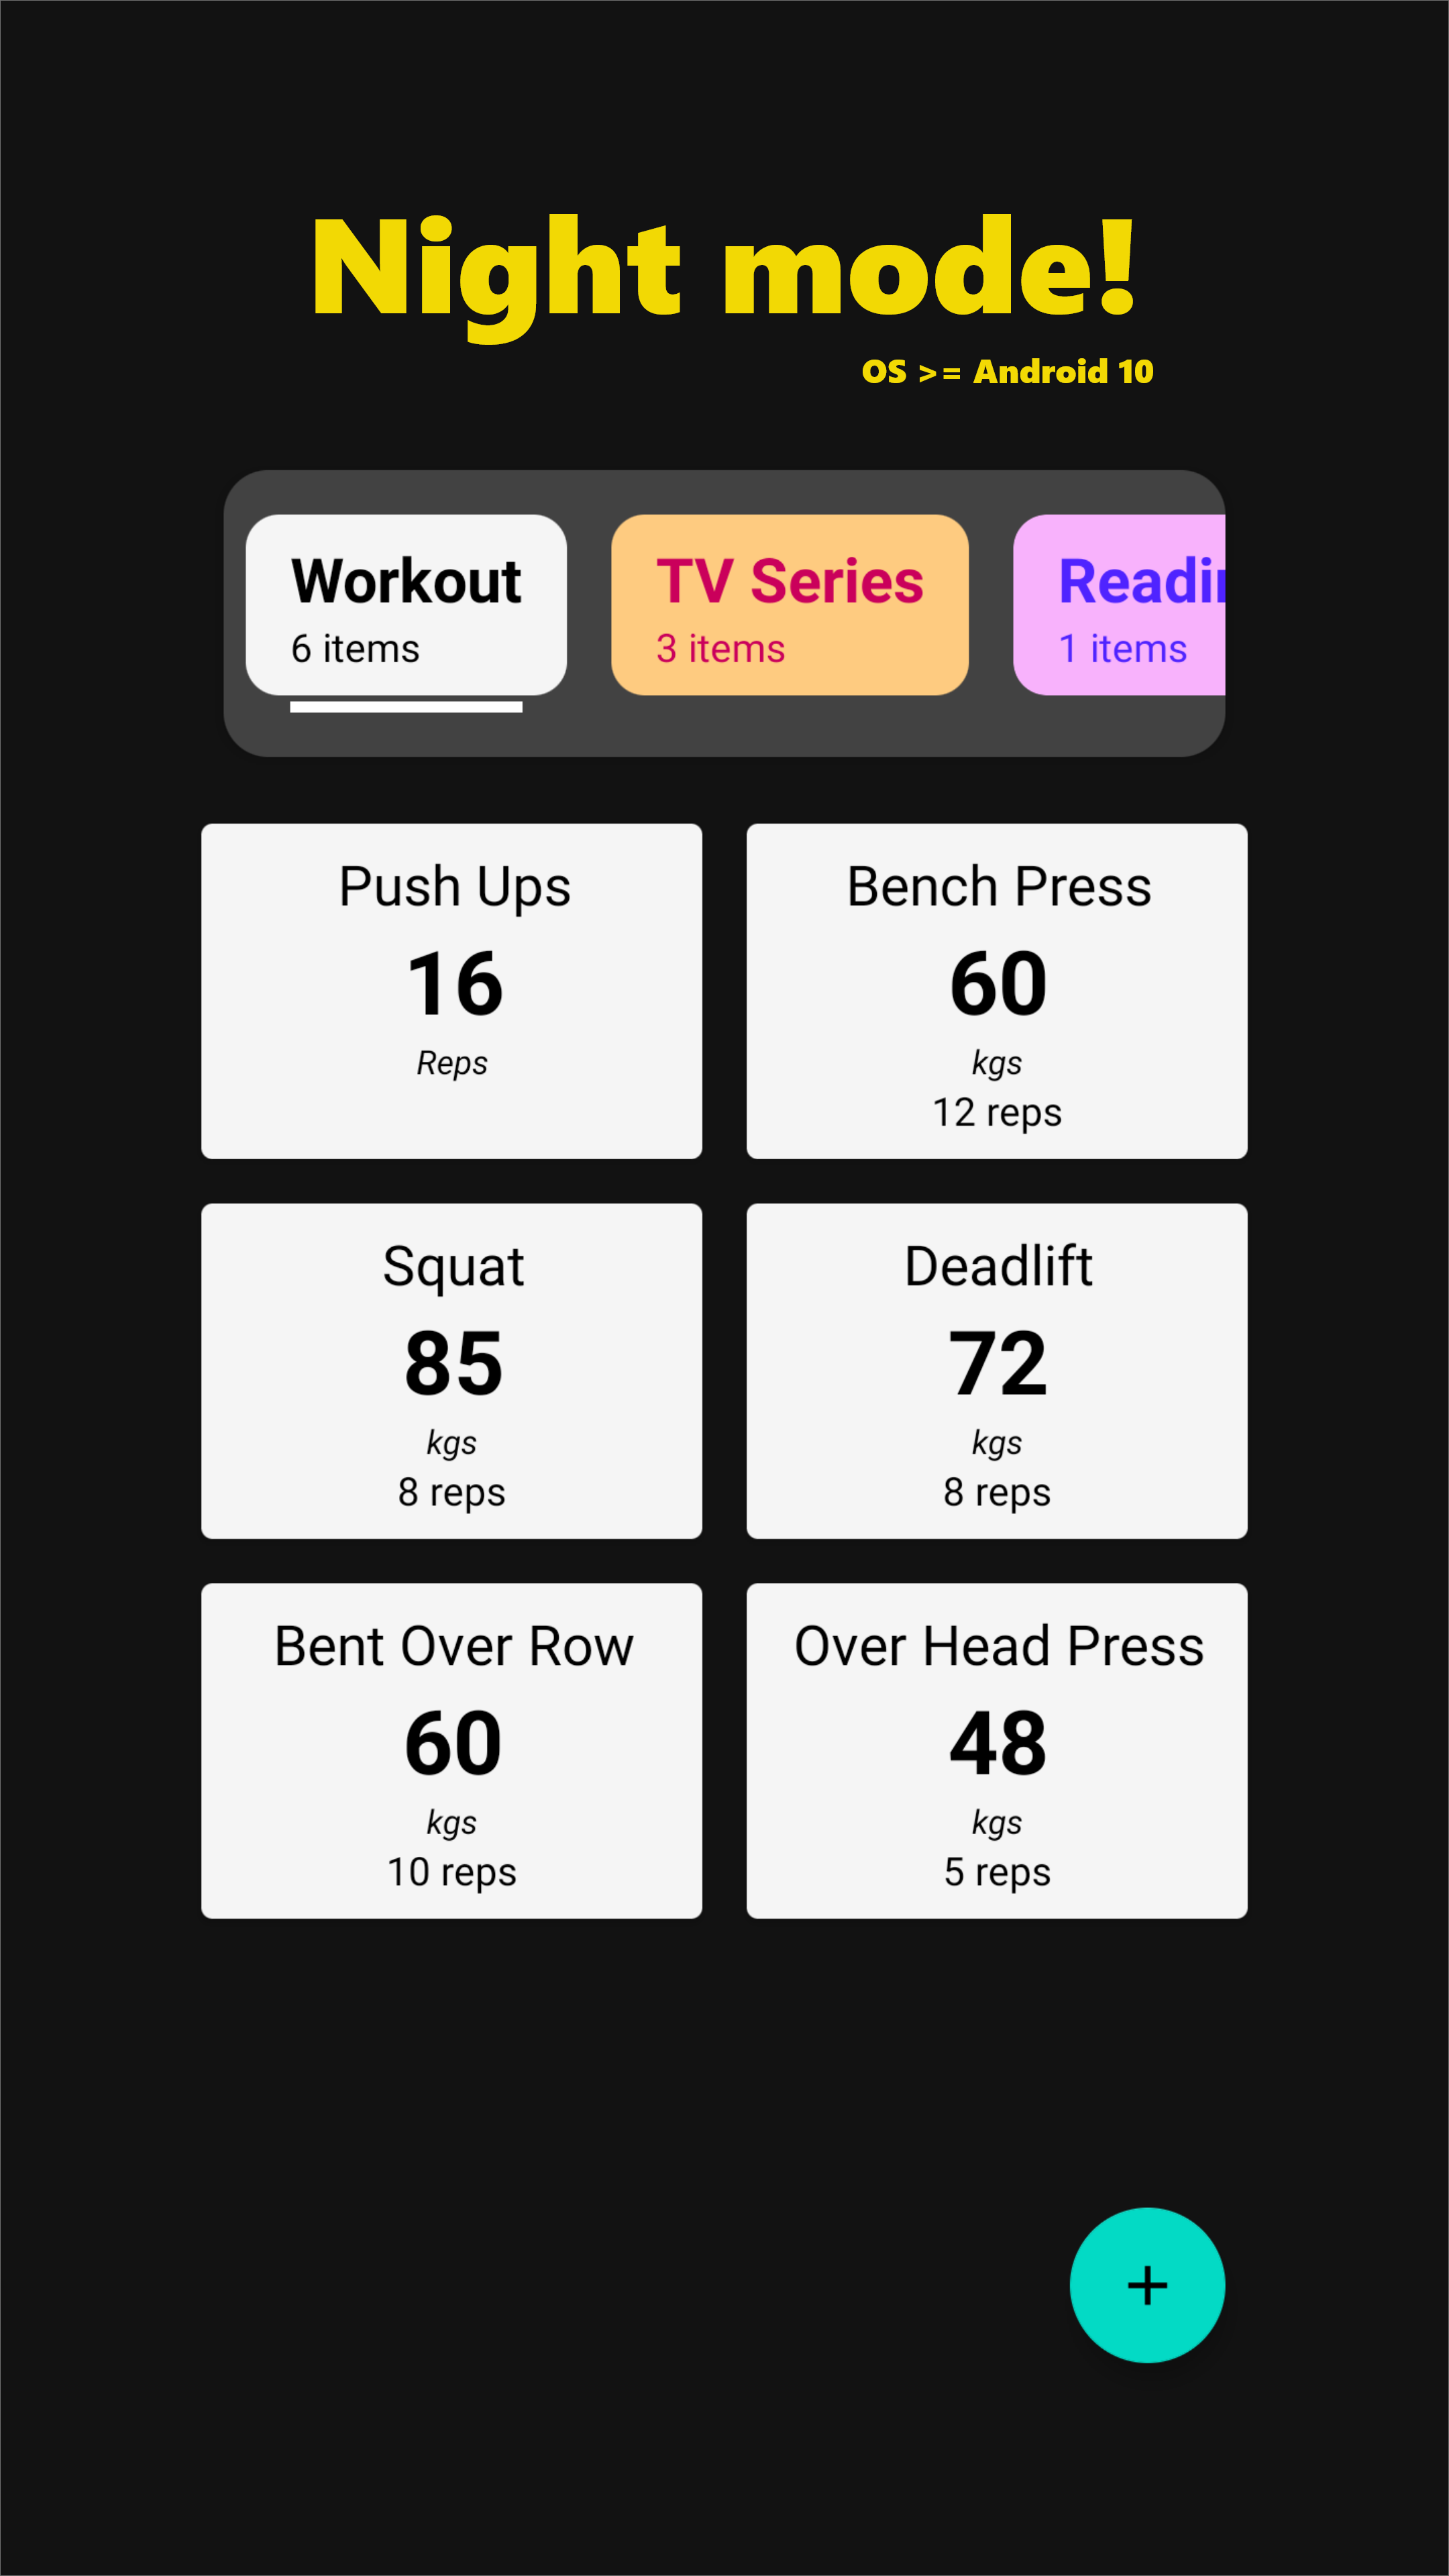 Night mode!
OS >= Android 10
Workout
6 items
TV Series
3 items
Readin
1 items
Push Ups
16
Reps
Bench Press
60
kgs
12 reps
Squat
85
kgs
8 reps
Deadlift
72
kgs
8 reps
Bent Over Row
60
kgs
10 reps
Over Head Press
48
kgs
5 reps
+